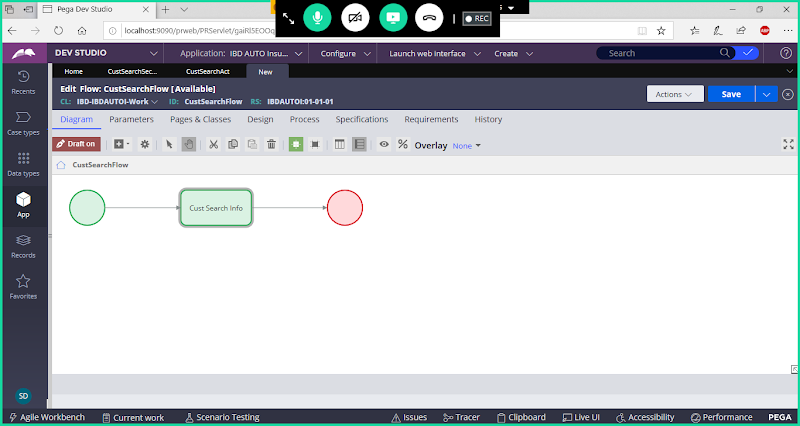 Pega Dev Studio
localhost:9090/prweb/PRServlet/gaiRl5EOOq
REC
ABP
DEV STUDIO
Application: IBD AUTO Insu...
Configure
Launch web interface
Create
Search
Home
CustSearchSec...
CustSearchAct
New
Edit Flow: CustSearchFlow [Available]
CL: IBD-IBDAUTOI-Work ID: CustSearchFlow RS: IBDAUTOI:01-01-01
Actions
Save
Diagram
Parameters
Pages & Classes
Design
Process
Specifications
Requirements
History
Draft on
Overlay None
CustSearchFlow
Cust Search Info
Recents
Case types
Data types
App
Records
Favorites
SD
Agile Workbench
Current work
Scenario Testing
Issues
Tracer
Clipboard
Live UI
Accessibility
Performance
PEGA